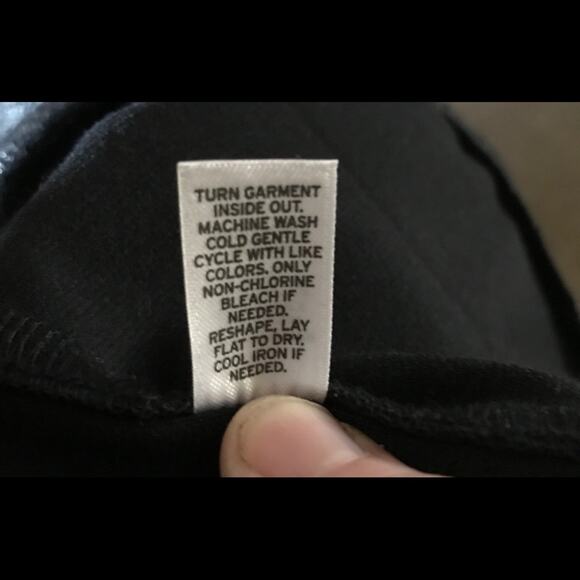 TURN GARMENT
INSIDE OUT.
MACHINE WASH
COLD GENTLE
CYCLE WITH LIKE
COLORS. ONLY
NON-CHLORINE
BLEACH IF
NEEDED.
RESHAPE, LAY
FLAT TO DRY.
COOL IRON IF
NEEDED.